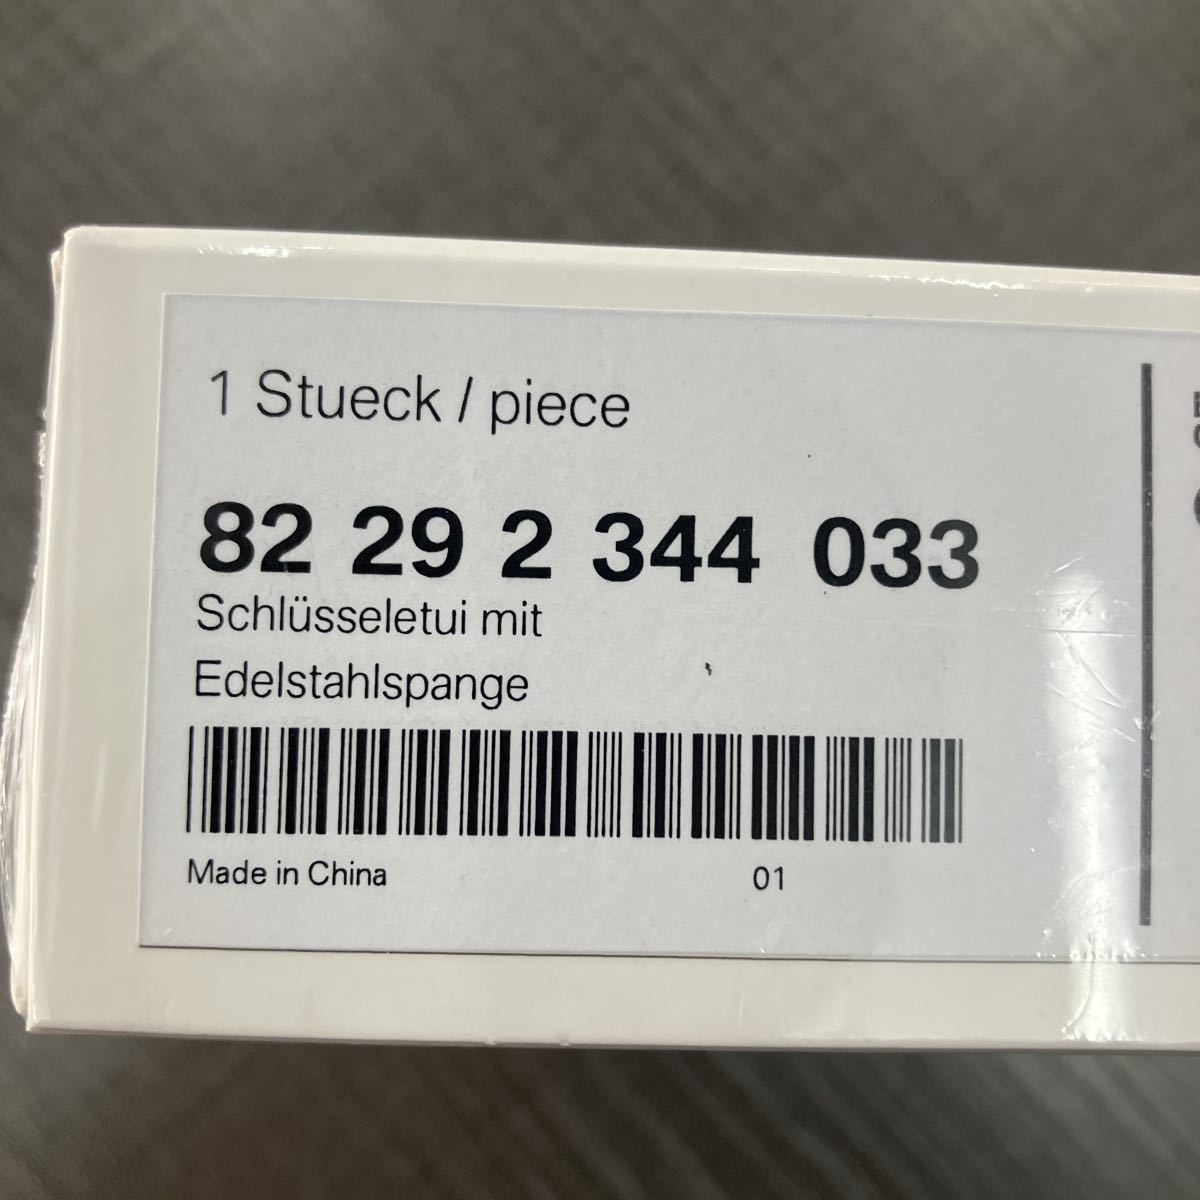 1 Stueck / piece
82 29 2 344 033
Schlüsseletui mit
Edelstahlspange
Made in China
01